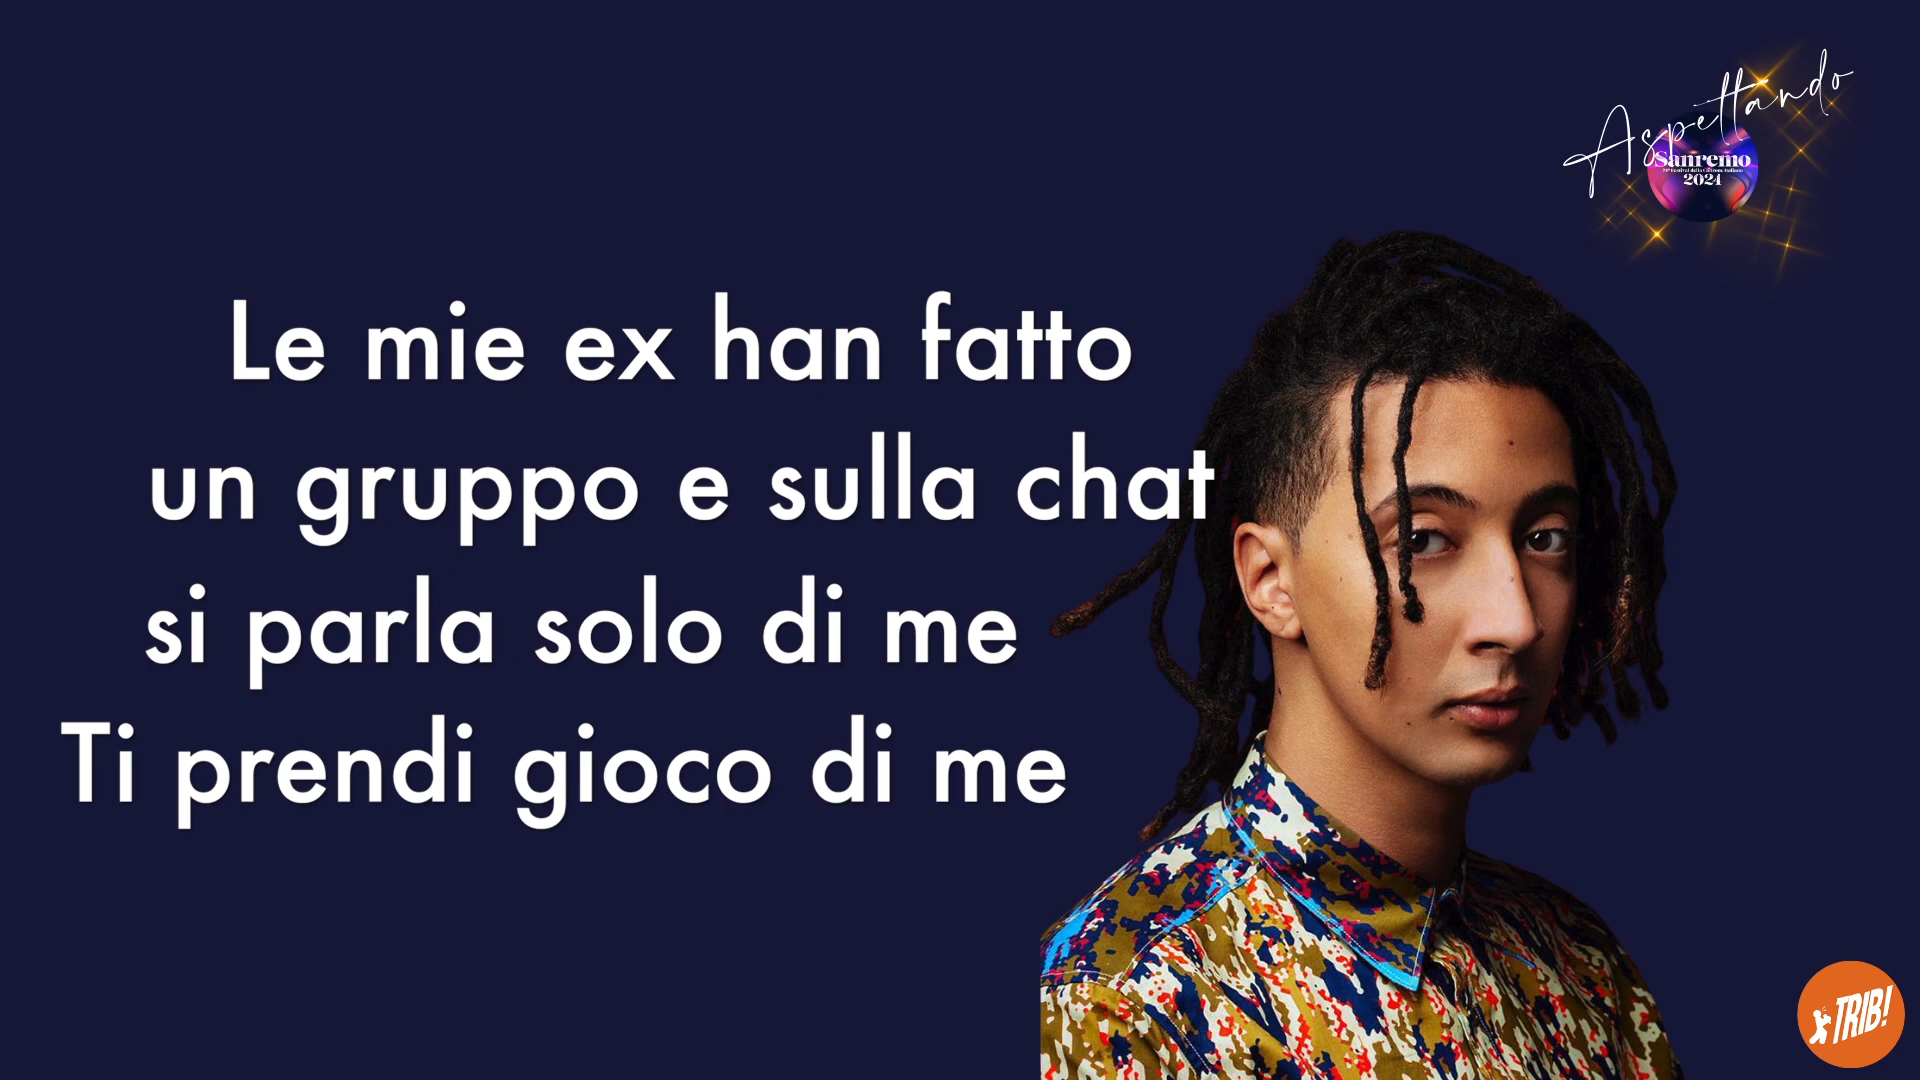 Aspettando
Sanremo
2024
Le mie ex han fatto
un gruppo e sulla chat
si parla solo di me
Ti prendi gioco di me
TRIB!